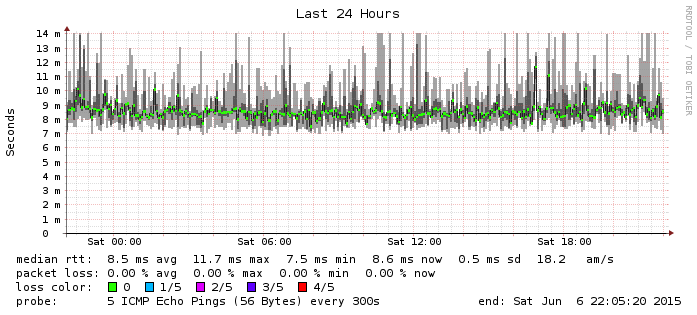 Last 24 Hours
RRDTOOL / TOBI OETIKER
Seconds
14 m
13 m
12 m
11 m
10 m
9 m
8 m
7 m
6 m
5 m
4 m
3 m
2 m
1 m
0
Sat 00:00 Sat 06:00 Sat 12:00 Sat 18:00
median rtt: 8.5 ms avg 11.7 ms max 7.5 ms min 8.6 ms now 0.5 ms sd 18.2 am/s
packet loss: 0.00 % avg 0.00 % max 0.00 % min 0.00 % now
loss color: 0 1/5 2/5 3/5 4/5
probe: 5 ICMP Echo Pings (56 Bytes) every 300s end: Sat Jun 6 22:05:20 2015